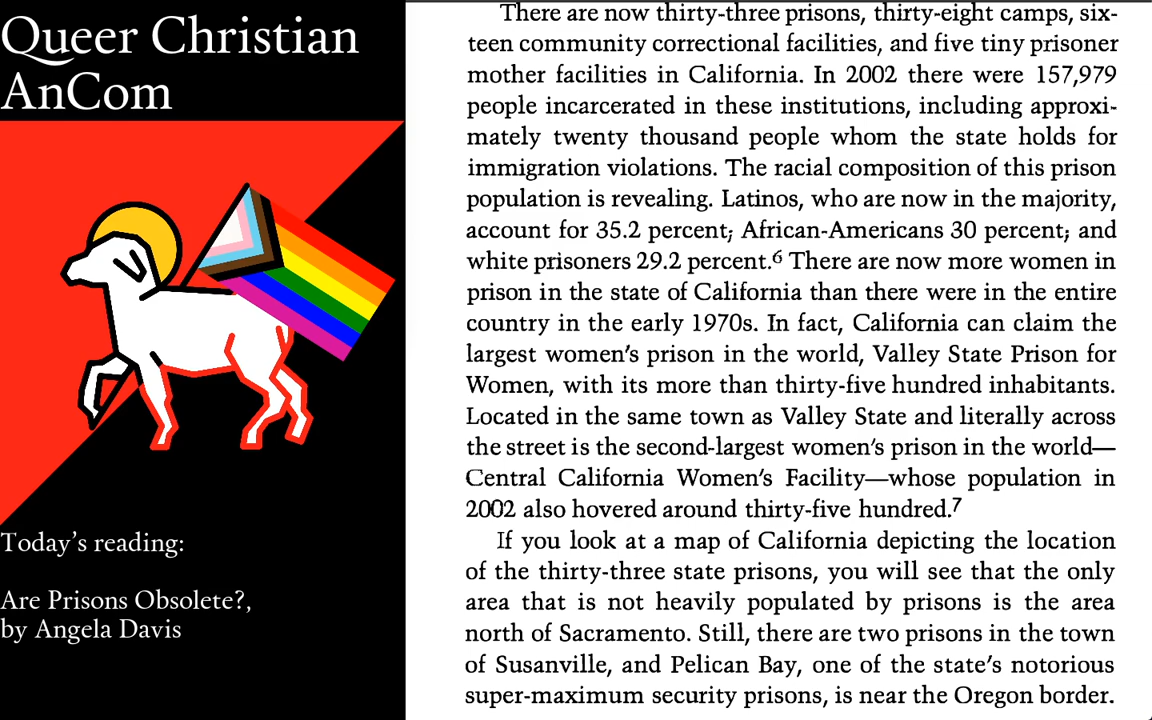 Queer Christian
AnCom
Today's reading:
Are Prisons Obsolete?,
by Angela Davis
There are now thirty-three prisons, thirty-eight camps, six-
teen community correctional facilities, and five tiny prisoner
mother facilities in California. In 2002 there were 157,979
people incarcerated in these institutions, including approxi-
mately twenty thousand people whom the state holds for
immigration violations. The racial composition of this prison
population is revealing. Latinos, who are now in the majority,
account for 35.2 percent; African-Americans 30 percent; and
white prisoners 29.2 percent.⁶ There are now more women in
prison in the state of California than there were in the entire
country in the early 1970s. In fact, California can claim the
largest women's prison in the world, Valley State Prison for
Women, with its more than thirty-five hundred inhabitants.
Located in the same town as Valley State and literally across
the street is the second-largest women's prison in the world—
Central California Women's Facility—whose population in
2002 also hovered around thirty-five hundred.⁷
If you look at a map of California depicting the location
of the thirty-three state prisons, you will see that the only
area that is not heavily populated by prisons is the area
north of Sacramento. Still, there are two prisons in the town
of Susanville, and Pelican Bay, one of the state's notorious
super-maximum security prisons, is near the Oregon border.